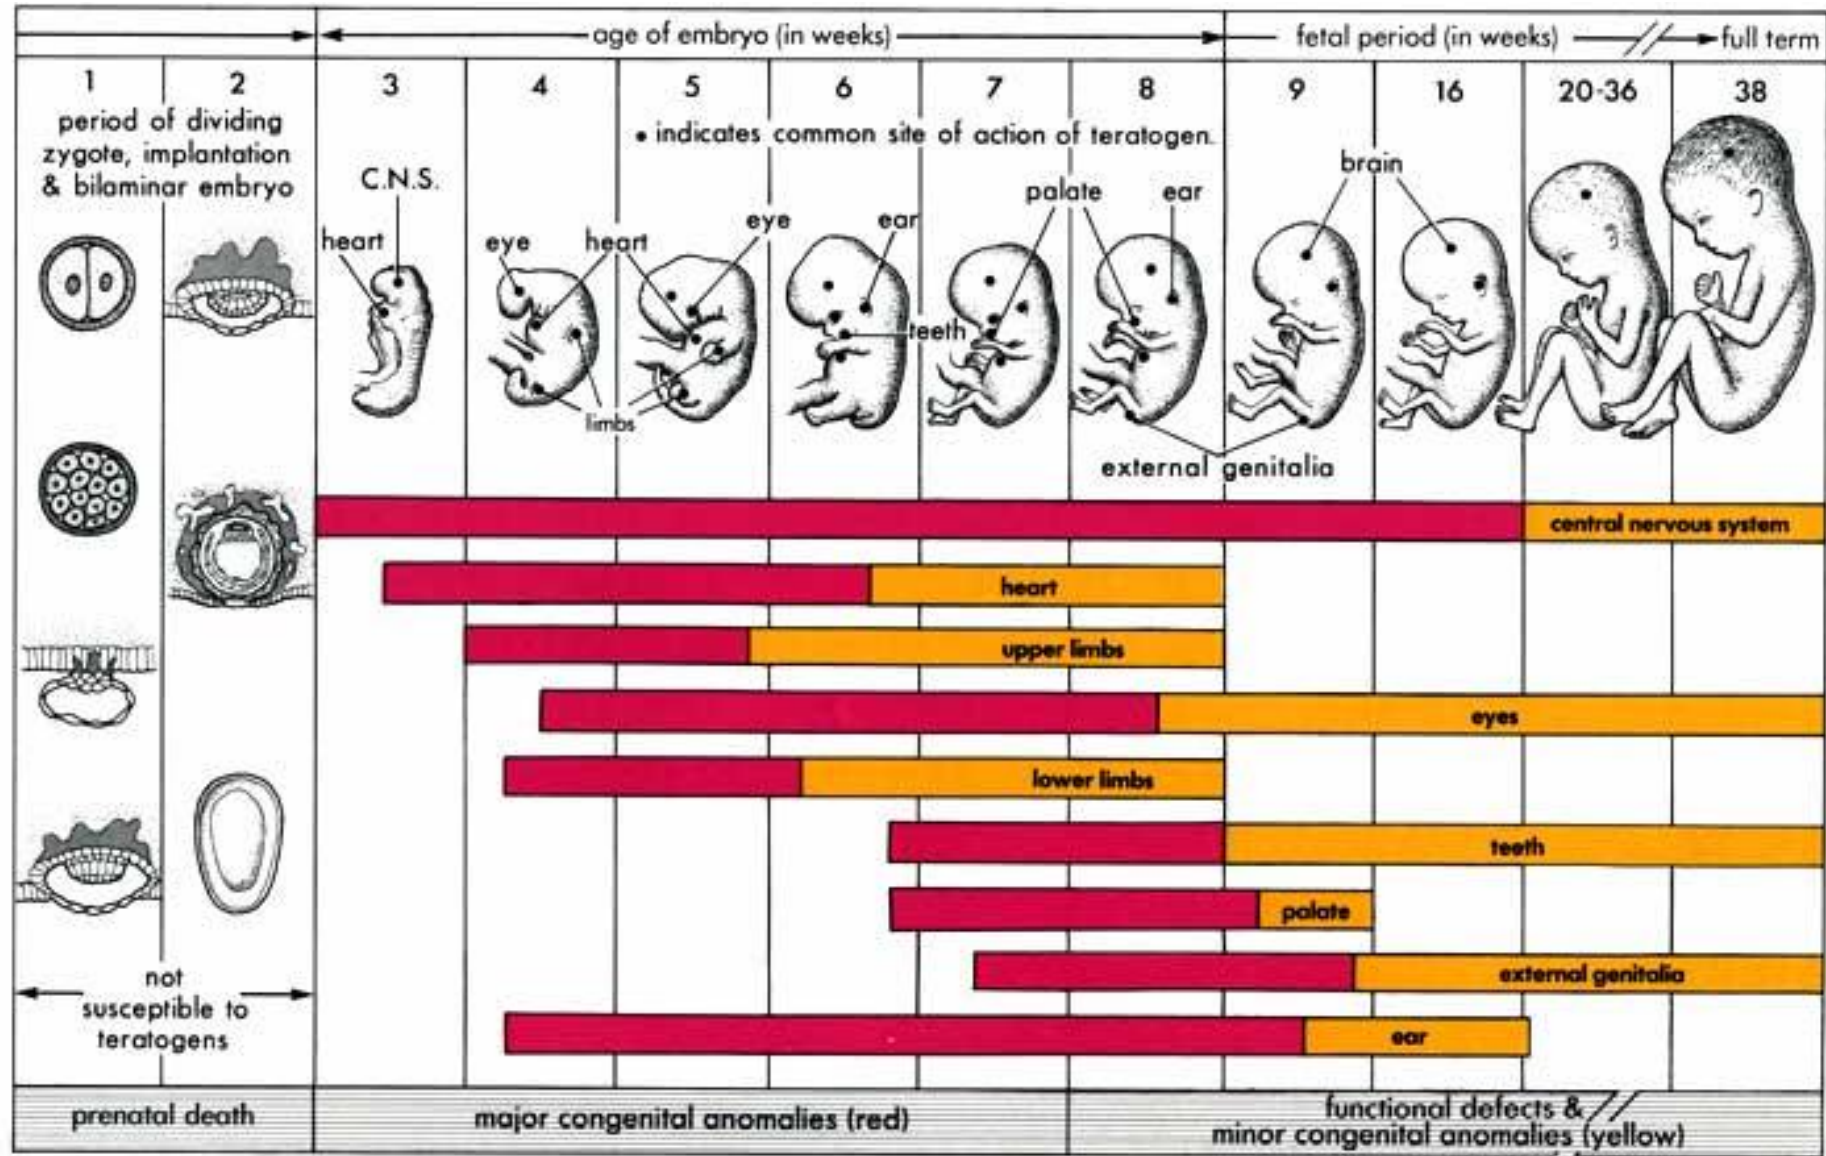 age of embryo (in weeks)
fetal period (in weeks)
full term
1
2
3
4
5
6
7
8
9
16
20-36
38
period of dividing
zygote, implantation
& bilaminar embryo
• indicates common site of action of teratogen.
C.N.S.
heart
eye
heart
eye
ear
palate
ear
brain
teeth
limbs
external genitalia
central nervous system
heart
upper limbs
eyes
lower limbs
teeth
palate
external genitalia
ear
not
susceptible to
teratogens
prenatal death
major congenital anomalies (red)
functional defects &
minor congenital anomalies (yellow)